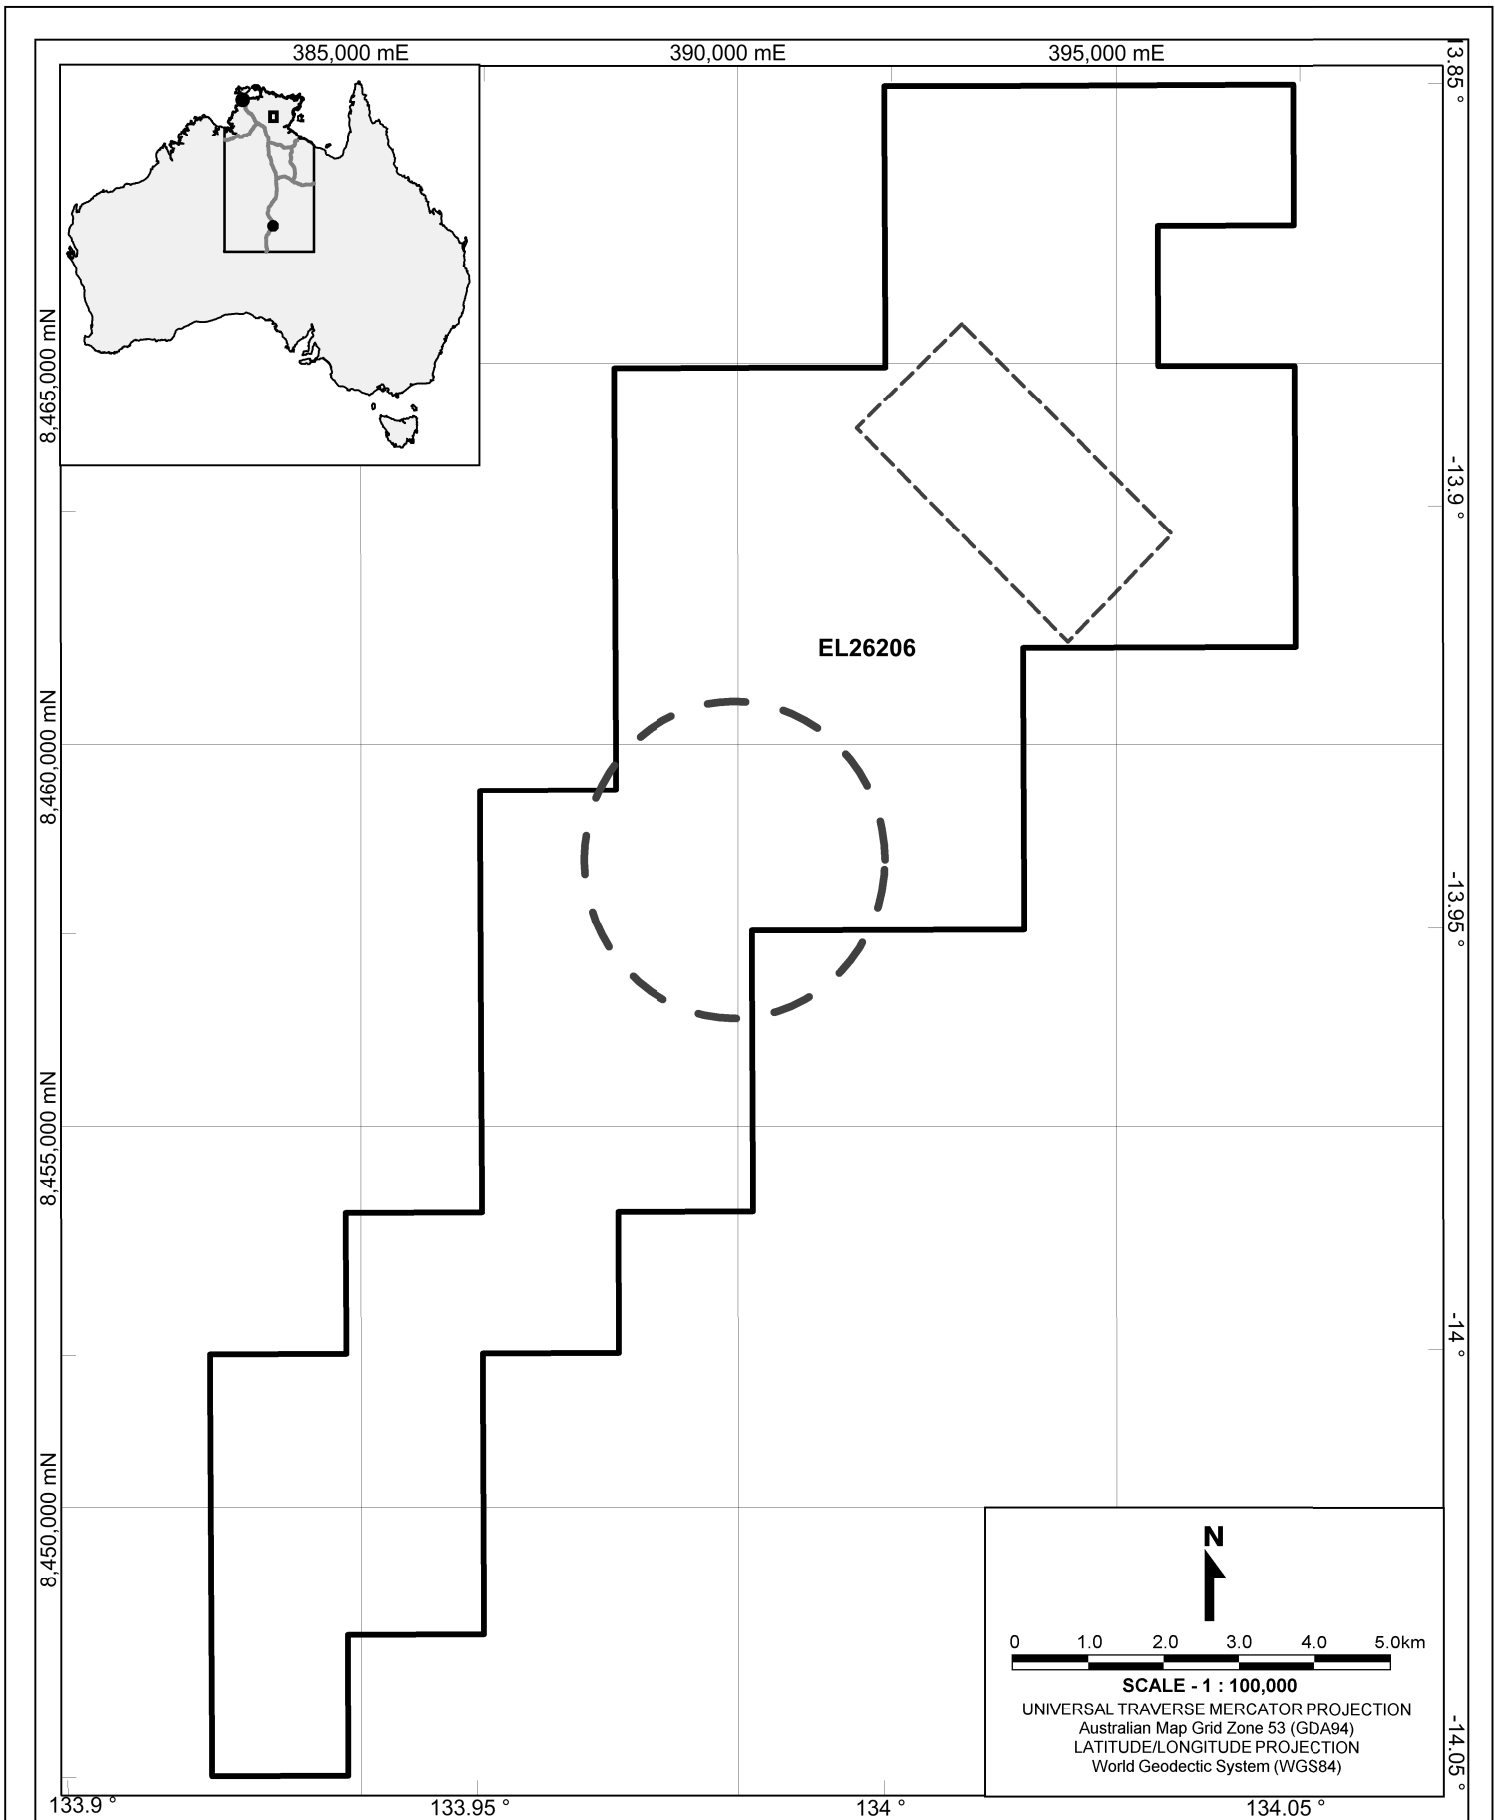 385,000 mE
390,000 mE
395,000 mE
13.85 °
8,465,000 mN
-13.9 °
EL26206
8,460,000 mN
-13.95 °
8,455,000 mN
-14 °
8,450,000 mN
N
0 1.0 2.0 3.0 4.0 5.0km
SCALE - 1 : 100,000
UNIVERSAL TRAVERSE MERCATOR PROJECTION
Australian Map Grid Zone 53 (GDA94)
LATITUDE/LONGITUDE PROJECTION
World Geodectic System (WGS84)
-14.05 °
133.9 °
133.95 °
134 °
134.05 °